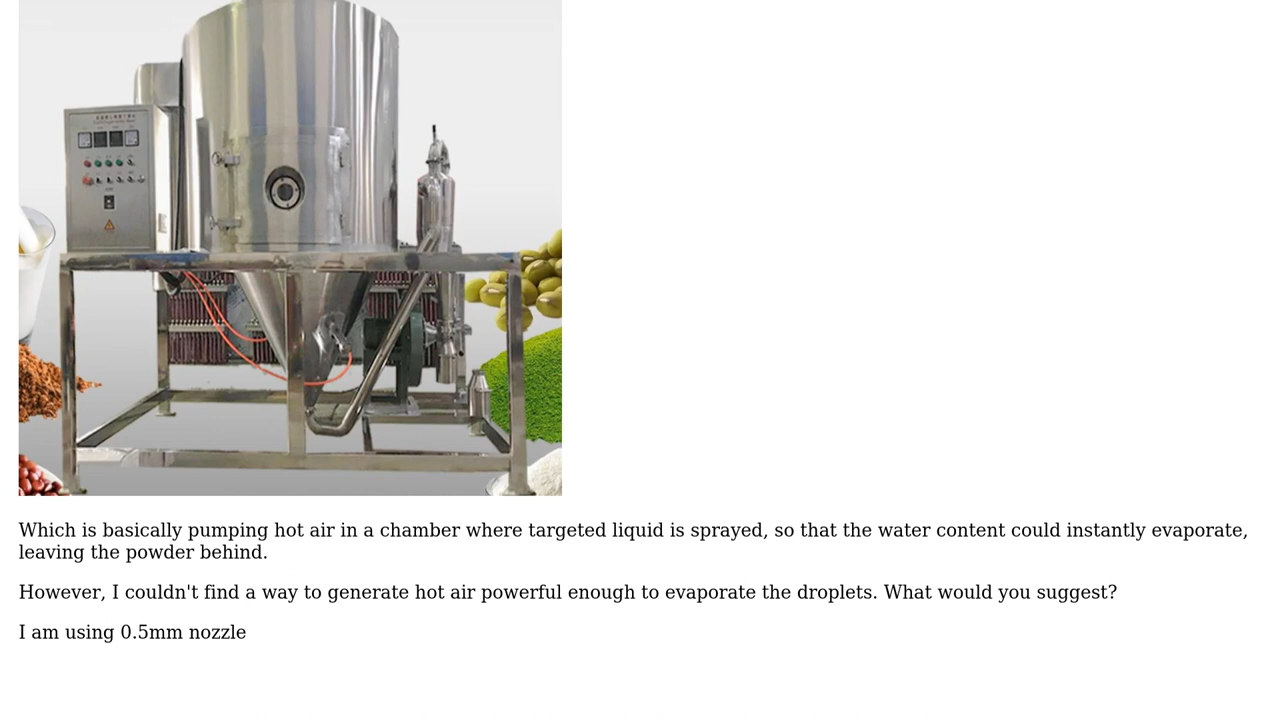 Which is basically pumping hot air in a chamber where targeted liquid is sprayed, so that the water content could instantly evaporate,
leaving the powder behind.
However, I couldn't find a way to generate hot air powerful enough to evaporate the droplets. What would you suggest?
I am using 0.5mm nozzle